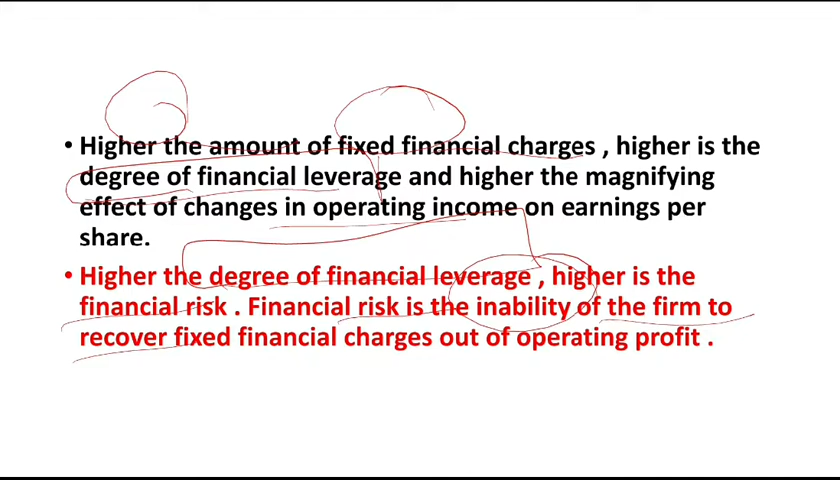 • Higher the amount of fixed financial charges , higher is the
degree of financial leverage and higher the magnifying
effect of changes in operating income on earnings per
share.
• Higher the degree of financial leverage , higher is the
financial risk . Financial risk is the inability of the firm to
recover fixed financial charges out of operating profit .